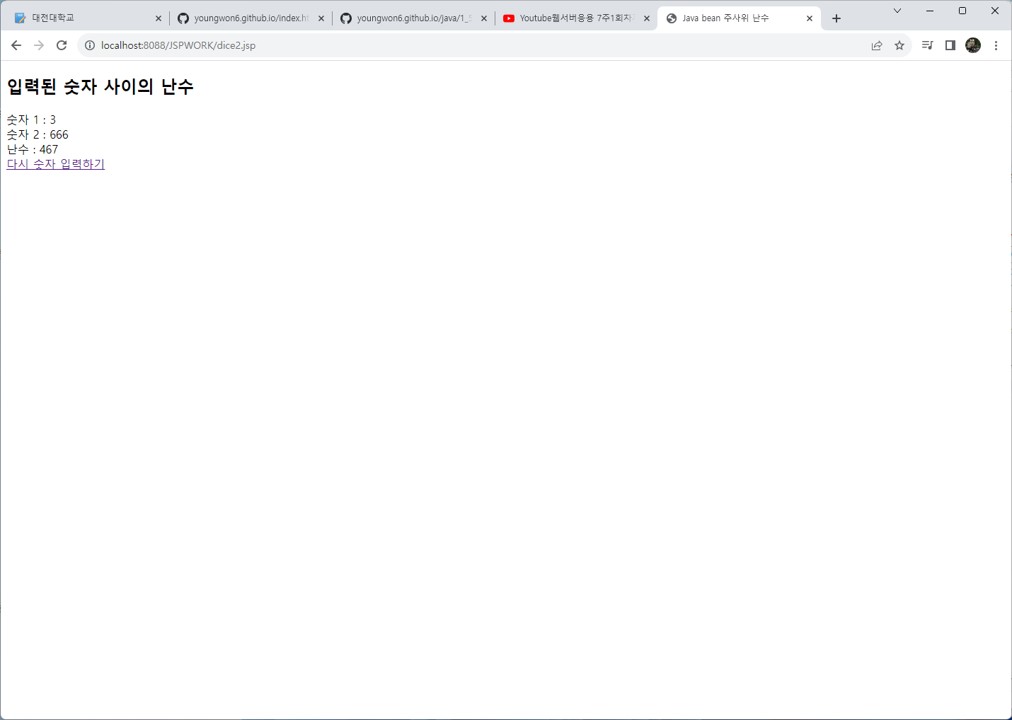 대전대학교
youngwon6.github.io/index.h
youngwon6.github.io/java/1_
Youtube웹서버응용 7주1회차
Java bean 주사위 난수
localhost:8088/JSPWORK/dice2.jsp
입력된 숫자 사이의 난수
숫자 1 : 3
숫자 2 : 666
난수 : 467
다시 숫자 입력하기